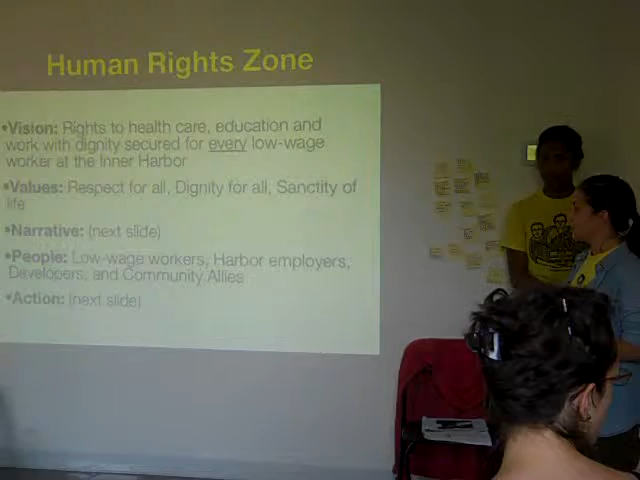 Human Rights Zone
•Vision: Rights to health care, education and
work with dignity secured for every low-wage
worker at the Inner Harbor
•Values: Respect for all, Dignity for all, Sanctity of
life
•Narrative: (next slide)
•People: Low-wage workers, Harbor employers,
Developers, and Community Allies
•Action: (next slide)